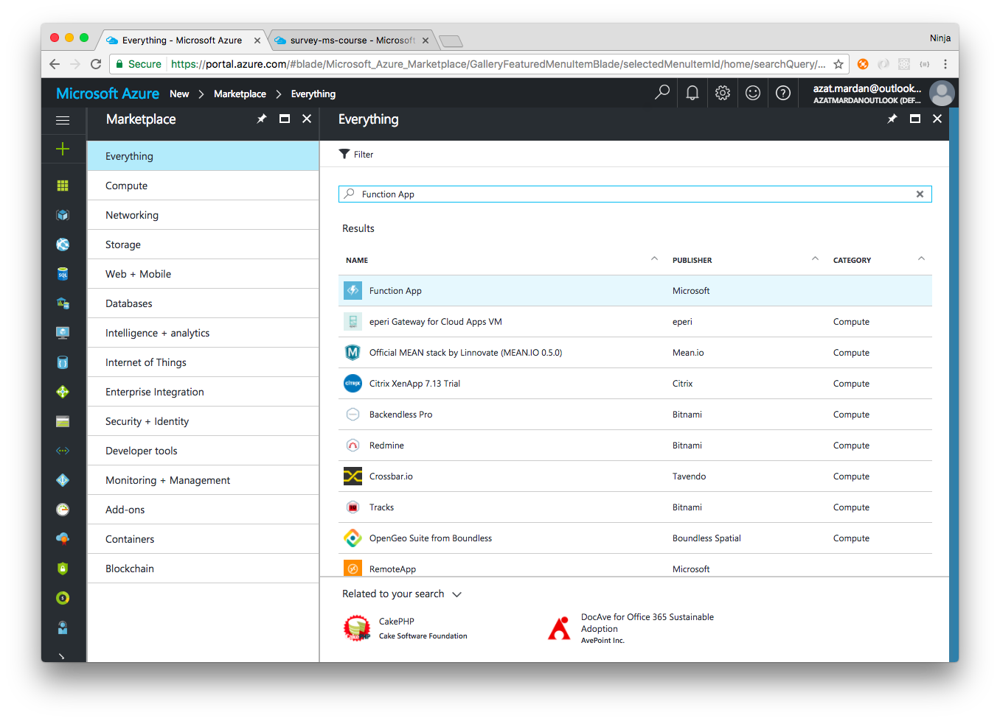 Everything - Microsoft Azure
survey-ms-course - Microsoft
Ninja
Secure
https://portal.azure.com/#blade/Microsoft_Azure_Marketplace/GalleryFeaturedMenuItemBlade/selectedMenuItemId/home/searchQuery/...
Microsoft Azure New > Marketplace > Everything
azat.mardan@outlook...
AZATMARDANOUTLOOK (DEF...
Marketplace
Everything
Compute
Networking
Storage
Web + Mobile
Databases
Intelligence + analytics
Internet of Things
Enterprise Integration
Security + Identity
Developer tools
Monitoring + Management
Add-ons
Containers
Blockchain
Everything
Filter
Function App
Results
NAME PUBLISHER CATEGORY
Function App Microsoft
eperi Gateway for Cloud Apps VM eperi Compute
Official MEAN stack by Linnovate (MEAN.IO 0.5.0) Mean.io Compute
Citrix XenApp 7.13 Trial Citrix Compute
Backendless Pro Bitnami Compute
Redmine Bitnami Compute
Crossbar.io Tavendo Compute
Tracks Bitnami Compute
OpenGeo Suite from Boundless Boundless Spatial Compute
RemoteApp Microsoft
Related to your search
CakePHP
Cake Software Foundation
DocAve for Office 365 Sustainable
Adoption
AvePoint Inc.